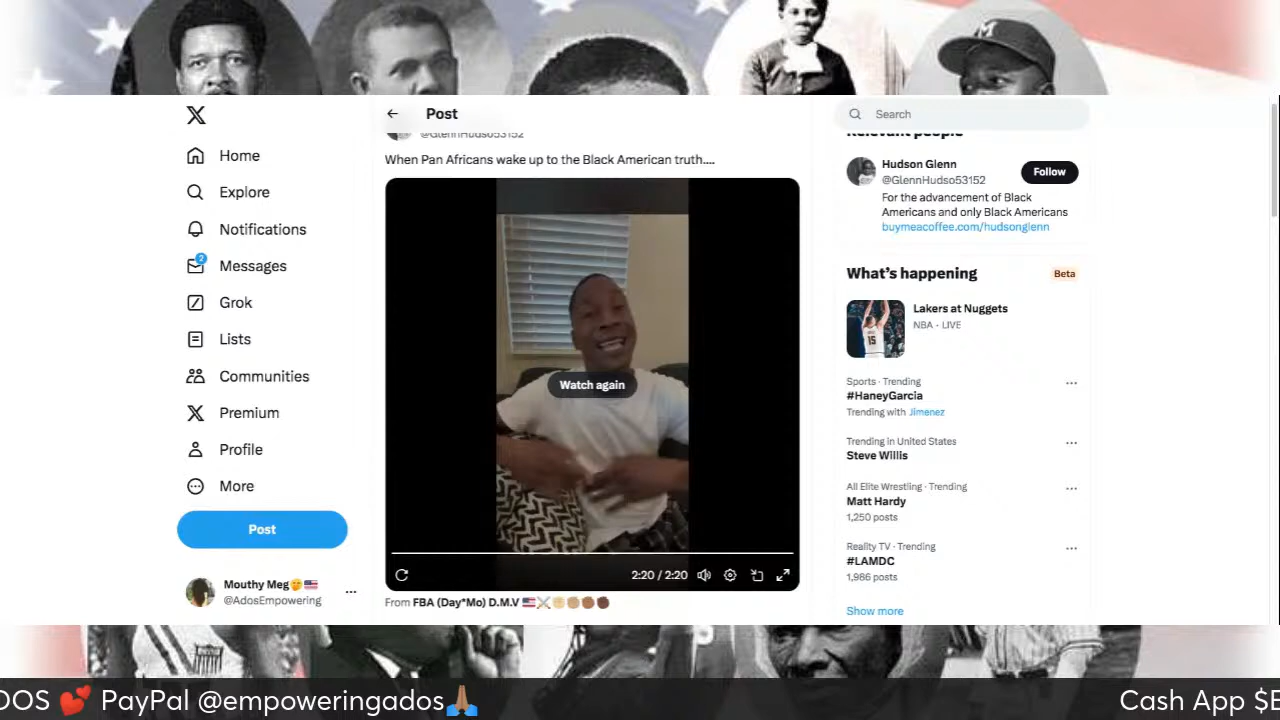 M
Post
Search
@GlennHudso53152
Relevant people
When Pan Africans wake up to the Black American truth....
Home
Explore
Notifications
2
Messages
Grok
Lists
Communities
Premium
Profile
More
Post
Mouthy Meg🤔🇺🇸
@AdosEmpowering
Watch again
2:20 / 2:20
From FBA (Day*Mo) D.M.V 🇺🇸⚔️✊🏻✊🏽✊🏾✊🏿
Hudson Glenn
@GlennHudso53152
Follow
For the advancement of Black
Americans and only Black Americans
buymeacoffee.com/hudsonglenn
What's happening
Beta
Lakers at Nuggets
NBA · LIVE
15
Sports · Trending
#HaneyGarcia
Trending with Jimenez
Trending in United States
Steve Willis
All Elite Wrestling · Trending
Matt Hardy
1,250 posts
Reality TV · Trending
#LAMDC
1,986 posts
Show more
DOS 💕 PayPal @empoweringados🙏🏽
Cash App $E